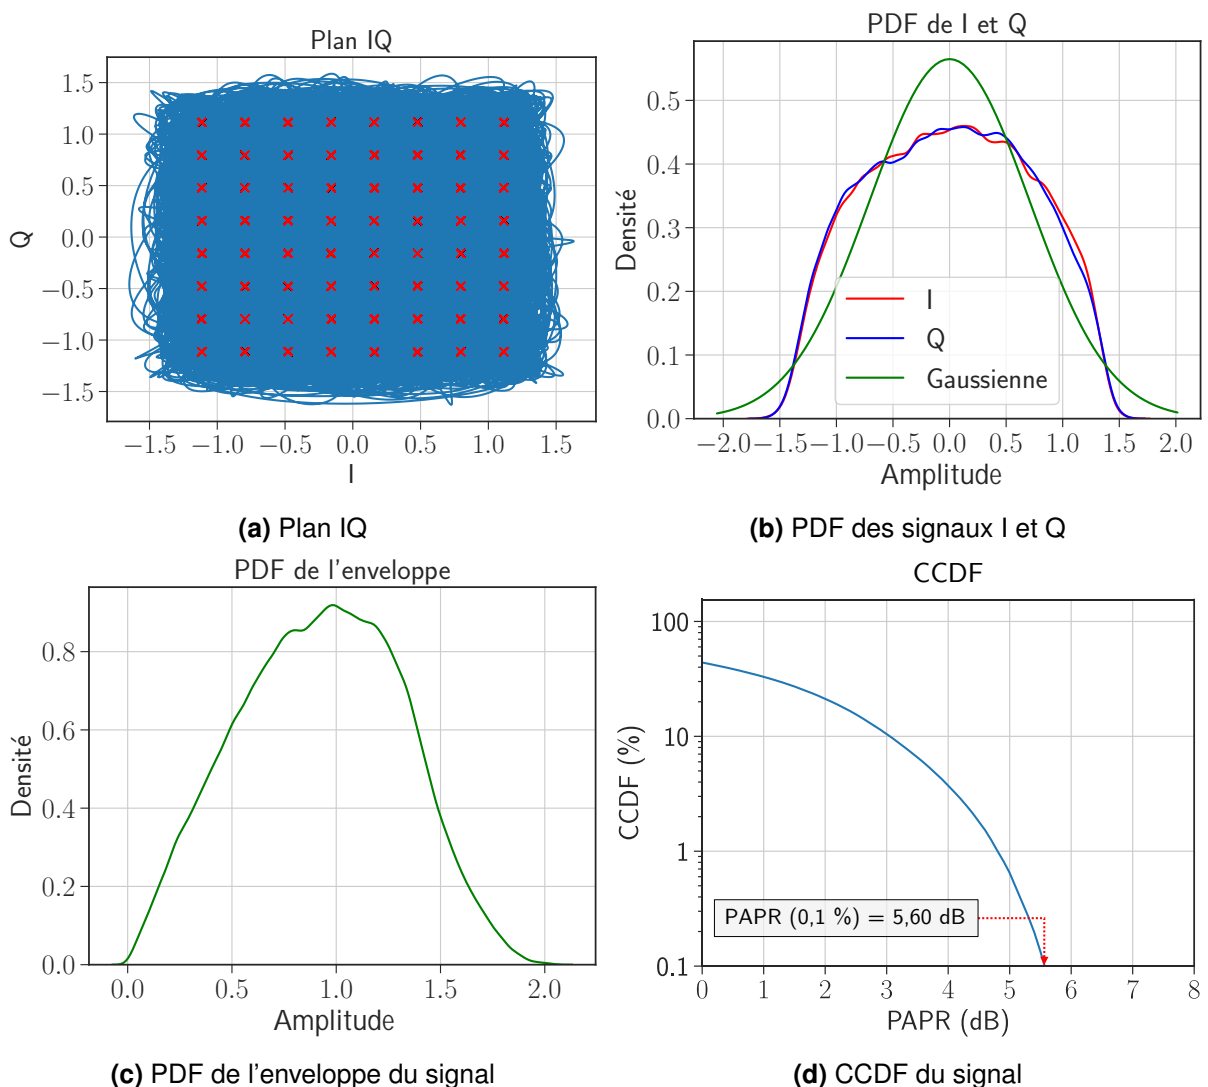 Plan IQ
Q
1.5
1.0
0.5
0.0
−0.5
−1.0
−1.5
−1.5
−1.0
−0.5
0.0
0.5
1.0
1.5
I
(a) Plan IQ
PDF de I et Q
Densité
0.5
0.4
0.3
0.2
0.1
0.0
I
Q
Gaussienne
−2.0
−1.5
−1.0
−0.5
0.0
0.5
1.0
1.5
2.0
Amplitude
(b) PDF des signaux I et Q
PDF de l'enveloppe
Densité
0.8
0.6
0.4
0.2
0.0
0.0
0.5
1.0
1.5
2.0
Amplitude
(c) PDF de l'enveloppe du signal
CCDF
CCDF (%)
100
10
1
0.1
PAPR (0,1 %) = 5,60 dB
0
1
2
3
4
5
6
7
8
PAPR (dB)
(d) CCDF du signal